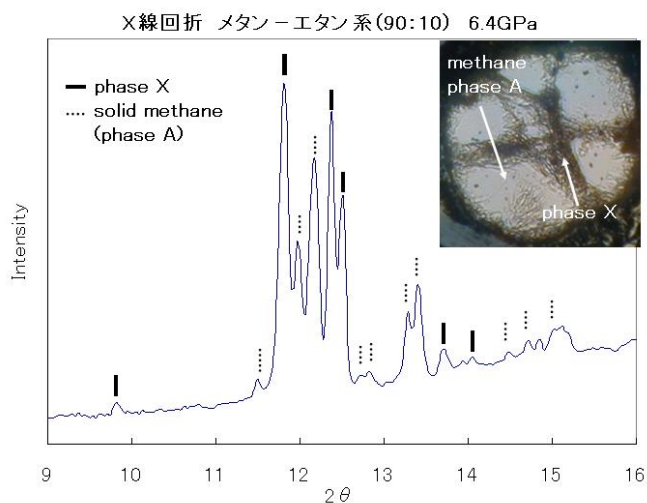 X線回折 メタン－エタン系(90:10) 6.4GPa
phase X
solid methane
(phase A)
methane
phase A
phase X
Intensity
9 10 11 12 13 14 15 16
2θ